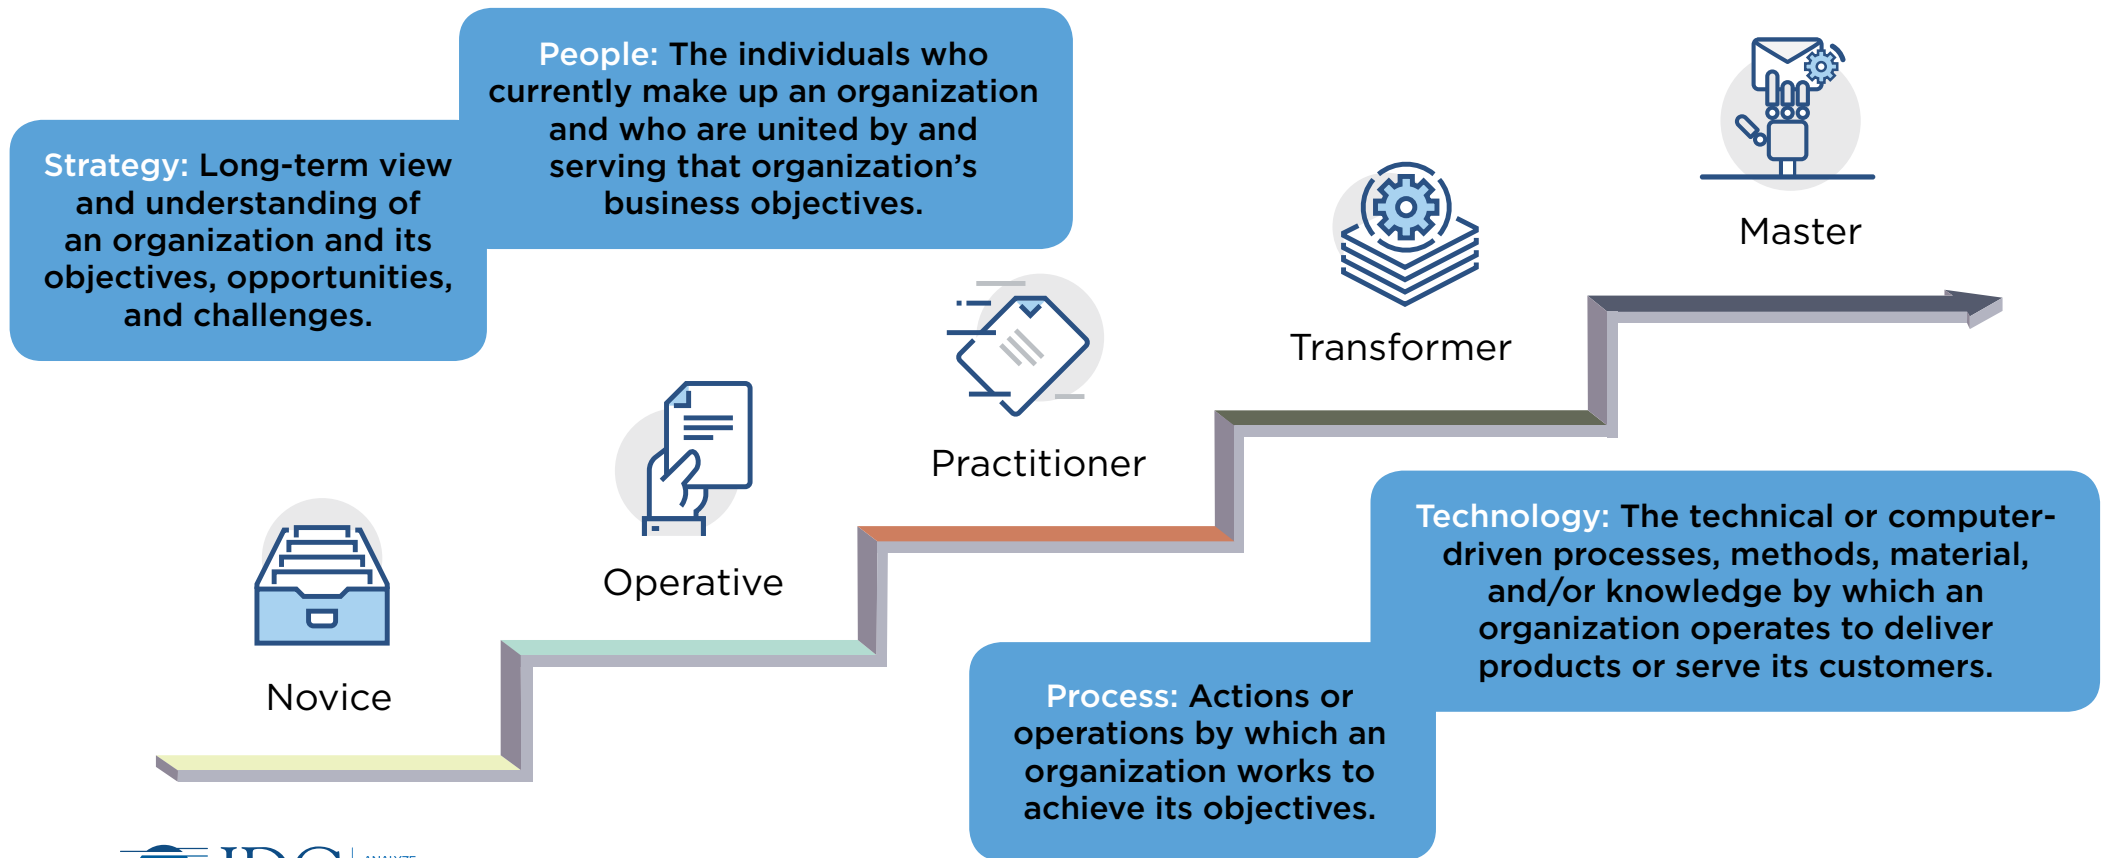 People: The individuals who
currently make up an organization
and who are united by and
serving that organization’s
business objectives.
Strategy: Long-term view
and understanding of
an organization and its
objectives, opportunities,
and challenges.
Master
Transformer
Practitioner
Operative
Novice
Technology: The technical or computer-
driven processes, methods, material,
and/or knowledge by which an
organization operates to deliver
products or serve its customers.
Process: Actions or
operations by which an
organization works to
achieve its objectives.
IDC
ANALYZE